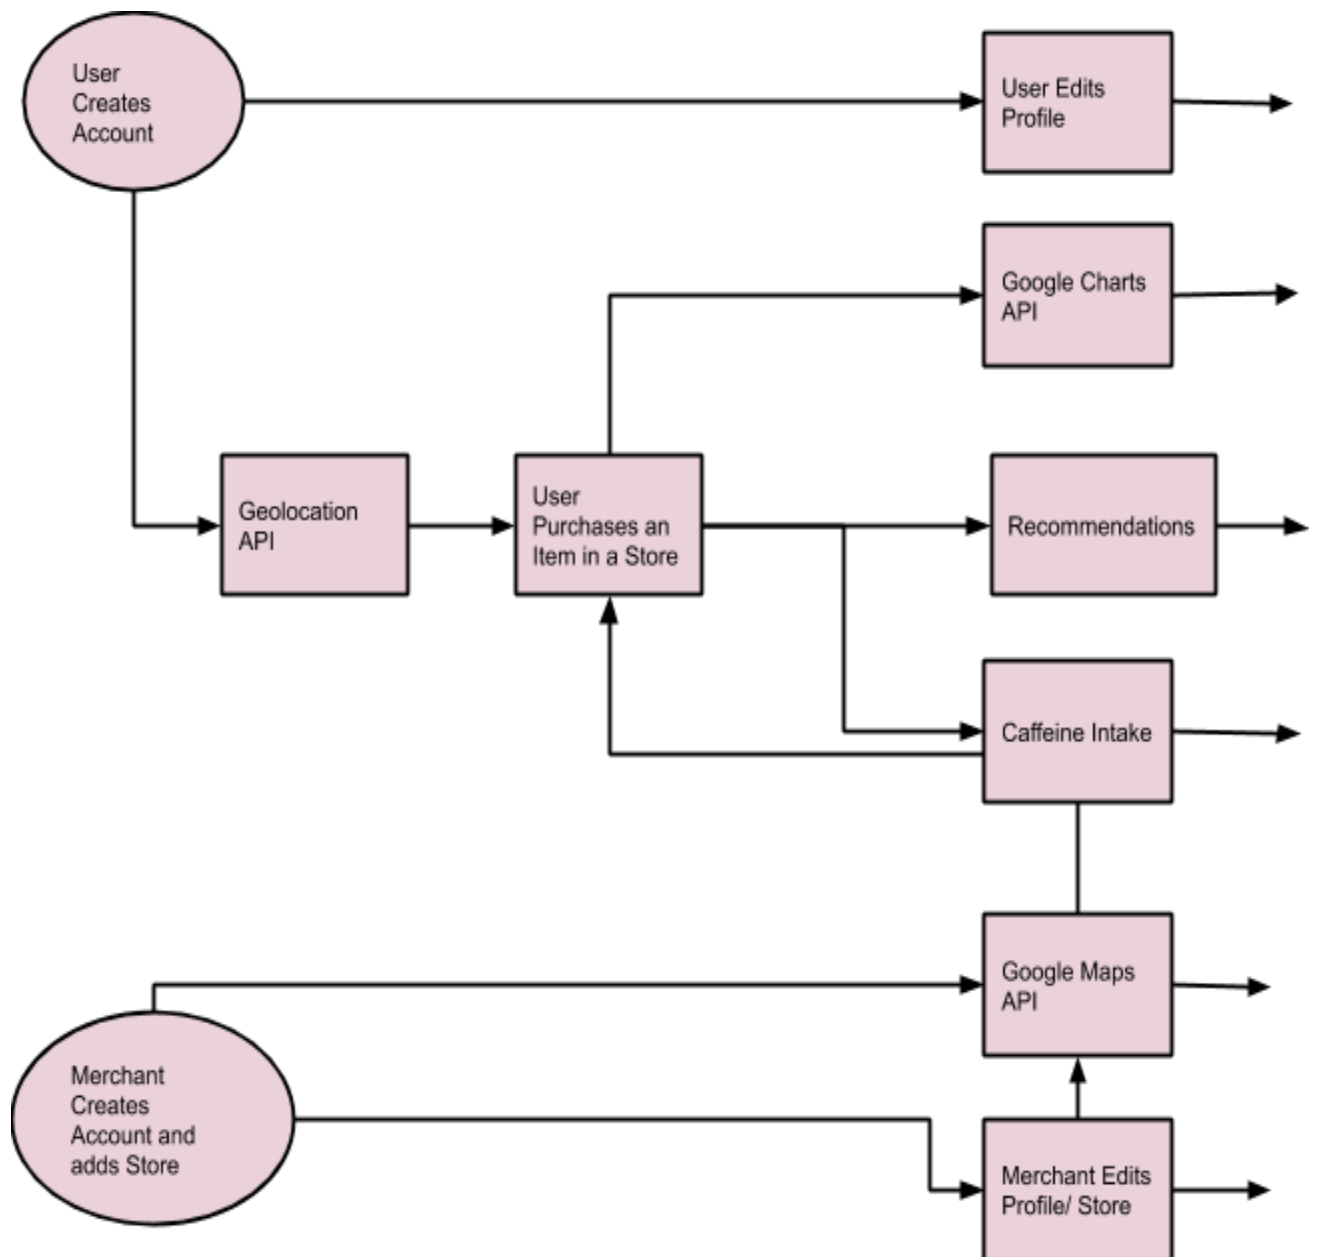 User
Creates
Account
User Edits
Profile
Google Charts
API
Geolocation
API
User
Purchases an
Item in a Store
Recommendations
Caffeine Intake
Google Maps
API
Merchant
Creates
Account and
adds Store
Merchant Edits
Profile/ Store